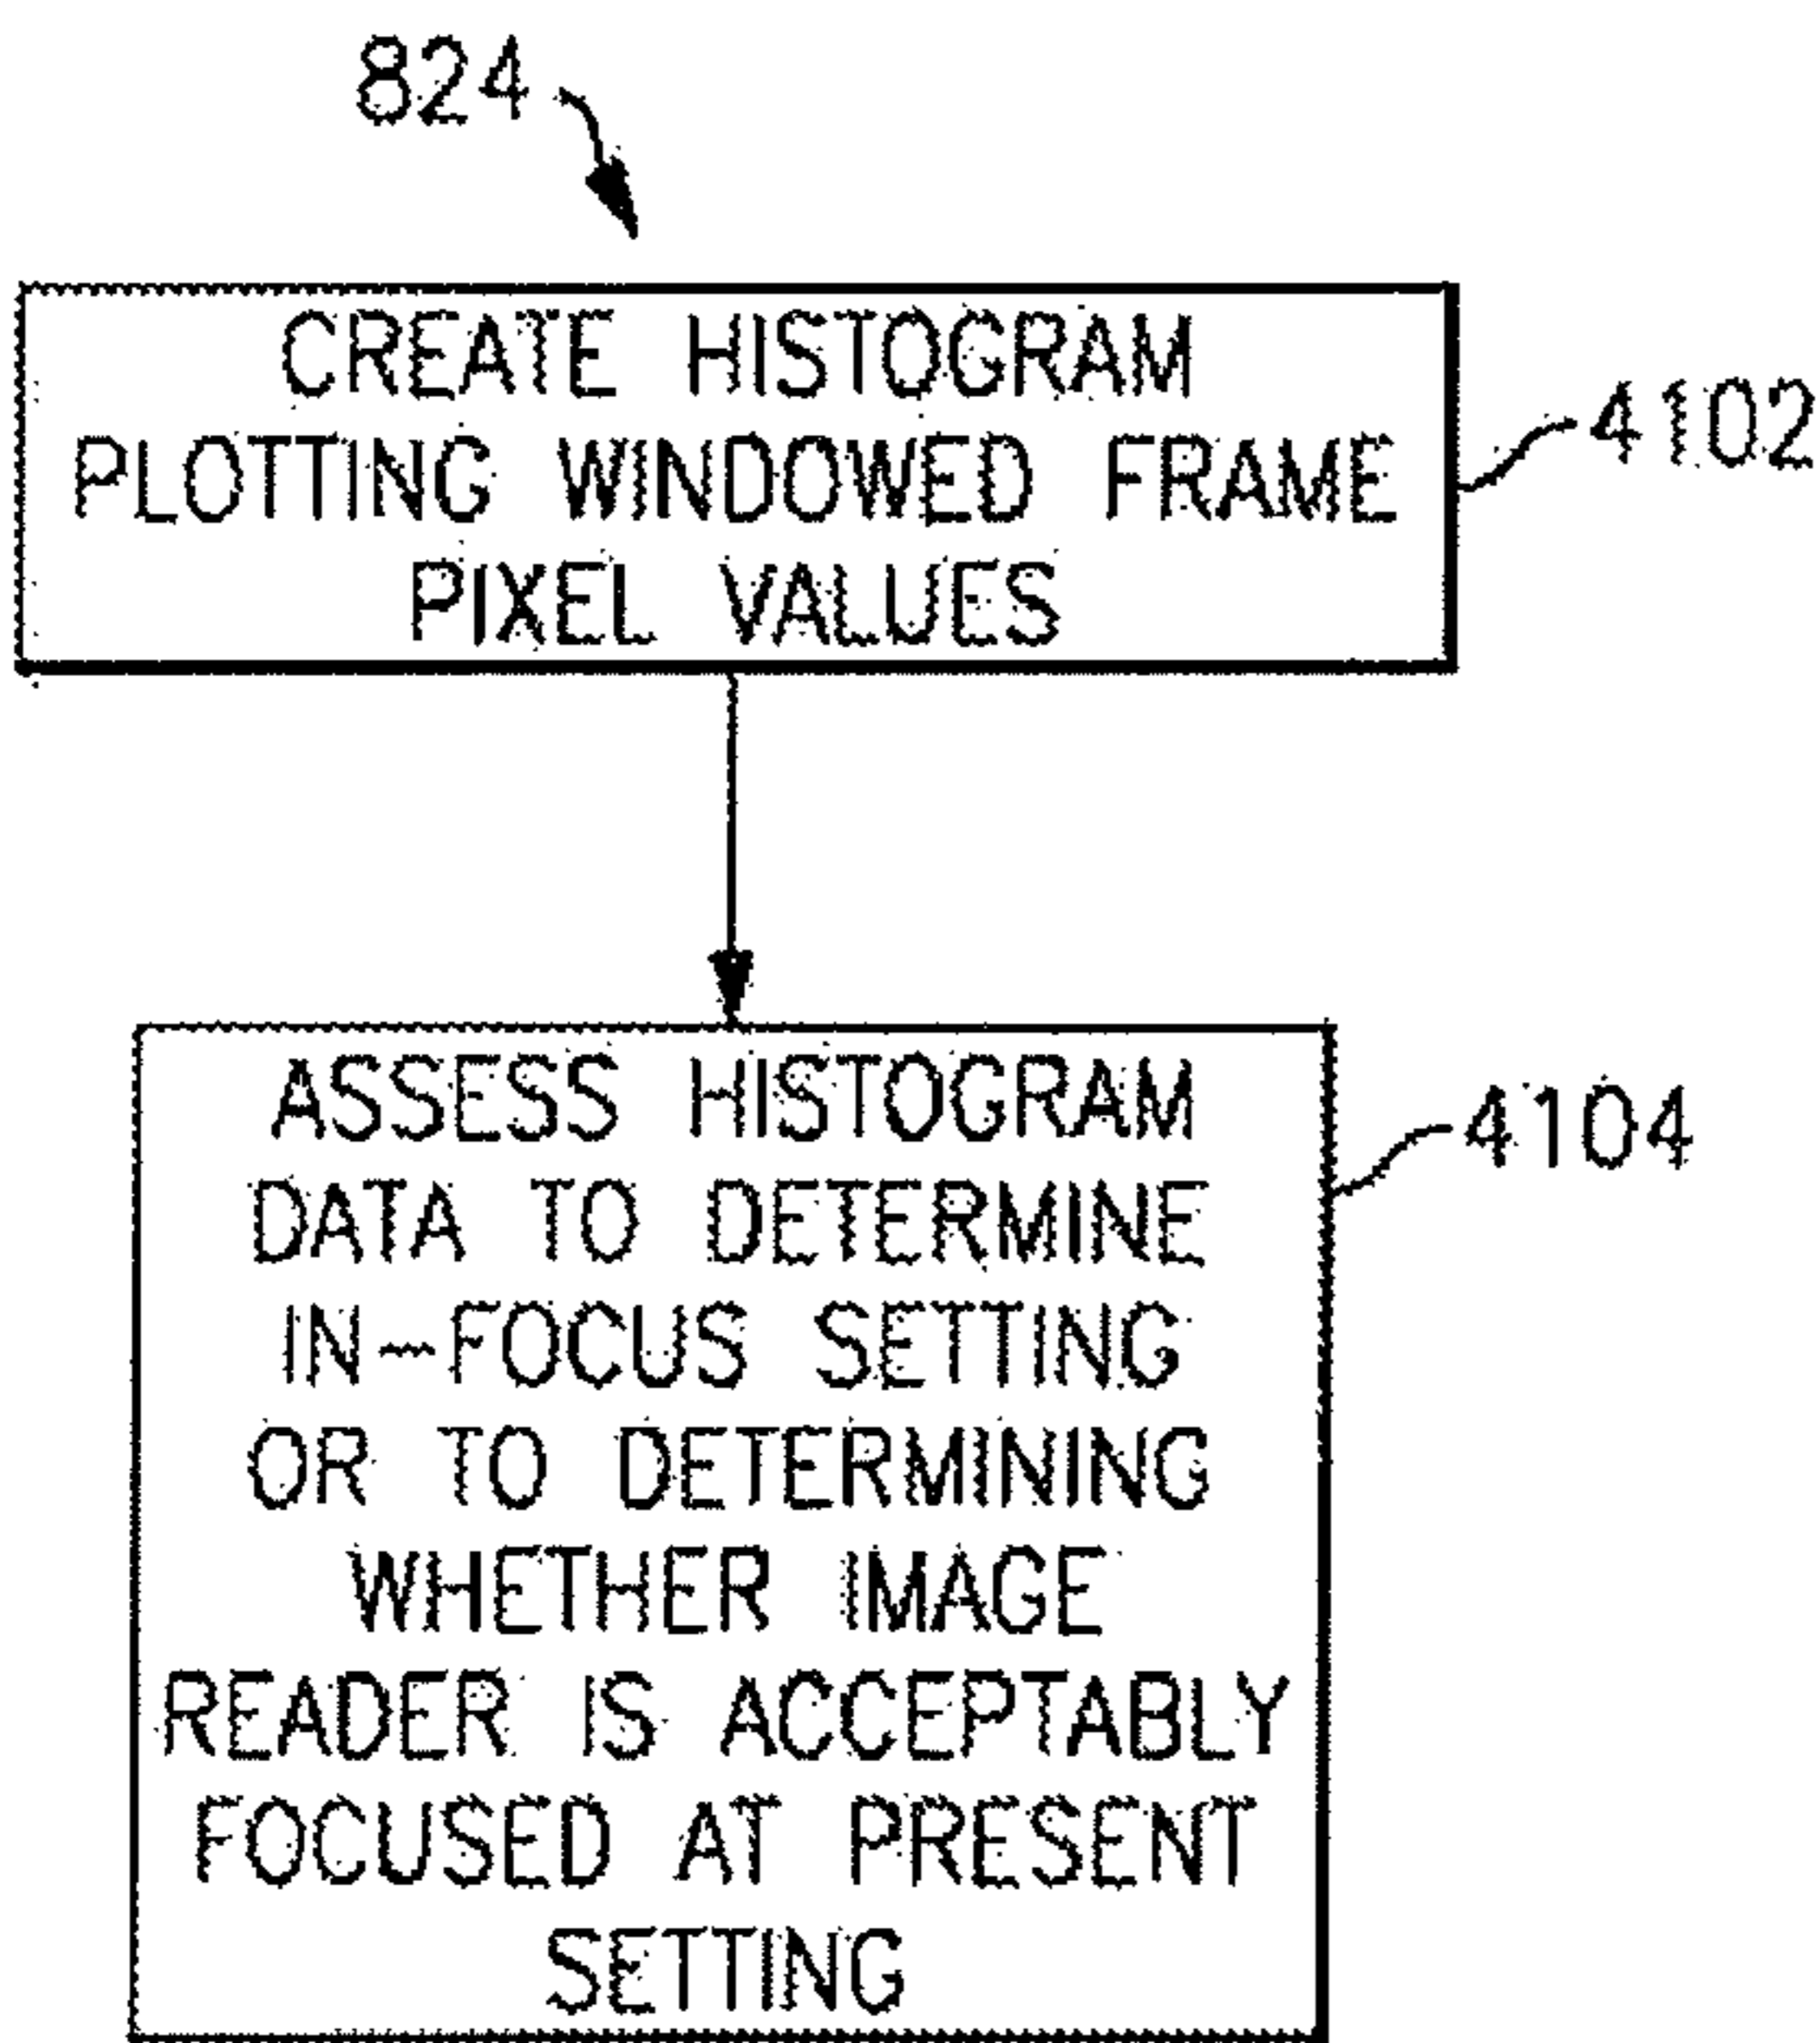 824
CREATE HISTOGRAM
PLOTTING WINDOWED FRAME
PIXEL VALUES
4102
ASSESS HISTOGRAM
DATA TO DETERMINE
IN-FOCUS SETTING
OR TO DETERMINING
WHETHER IMAGE
READER IS ACCEPTABLY
FOCUSED AT PRESENT
SETTING
4104